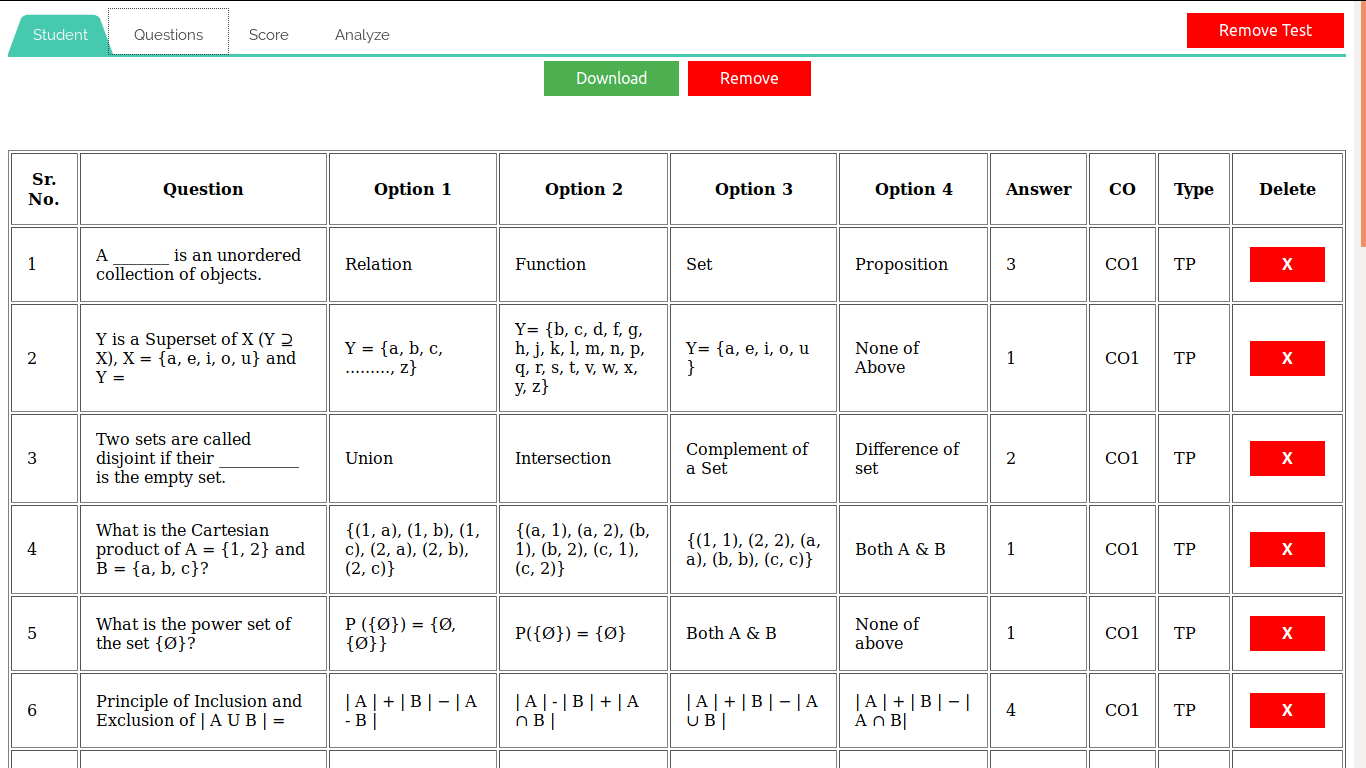 Student Questions Score Analyze Remove Test
Download Remove
Sr.
No. Question Option 1 Option 2 Option 3 Option 4 Answer CO Type Delete
1
A _______ is an unordered
collection of objects.
Relation
Function
Set
Proposition
3
CO1
TP
X
2
Y is a Superset of X (Y ⊇
X), X = {a, e, i, o, u} and
Y =
Y = {a, b, c,
........., z}
Y= {b, c, d, f, g,
h, j, k, l, m, n, p,
q, r, s, t, v, w, x,
y, z}
Y= {a, e, i, o, u
}
None of
Above
1
CO1
TP
X
3
Two sets are called
disjoint if their __________
is the empty set.
Union
Intersection
Complement of
a Set
Difference of
set
2
CO1
TP
X
4
What is the Cartesian
product of A = {1, 2} and
B = {a, b, c}?
{(1, a), (1, b), (1,
c), (2, a), (2, b),
(2, c)}
{(a, 1), (a, 2), (b,
1), (b, 2), (c, 1),
(c, 2)}
{(1, 1), (2, 2), (a,
a), (b, b), (c, c)}
Both A & B
1
CO1
TP
X
5
What is the power set of
the set {Ø}?
P ({Ø}) = {Ø,
{Ø}}
P({Ø}) = {Ø}
Both A & B
None of
above
1
CO1
TP
X
6
Principle of Inclusion and
Exclusion of | A U B | =
| A | + | B | − | A
- B |
| A | - | B | + | A
∩ B |
| A | + | B | − | A
∪ B |
| A | + | B | − |
A ∩ B|
4
CO1
TP
X